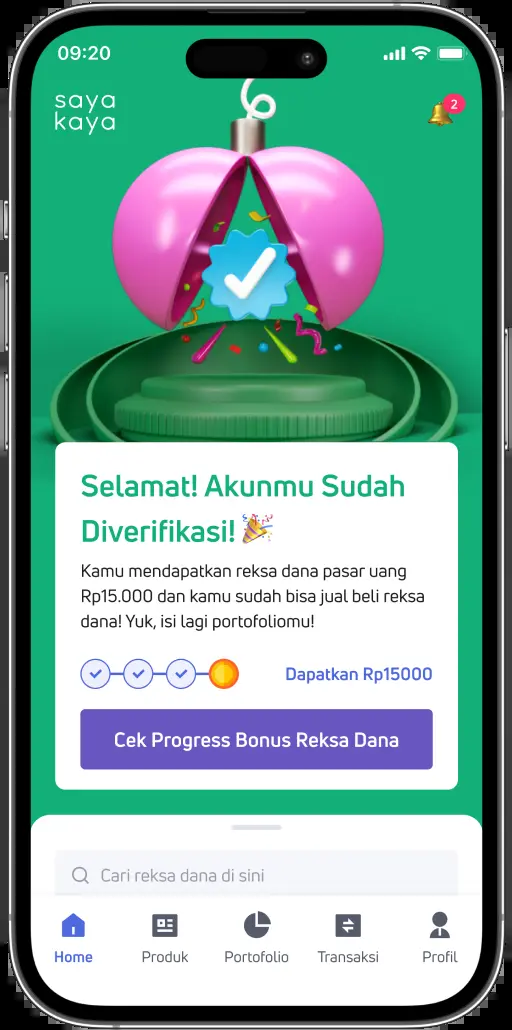 09:20
saya
kaya
2
Selamat! Akunmu Sudah
Diverifikasi!
Kamu mendapatkan reksa dana pasar uang
Rp15.000 dan kamu sudah bisa jual beli reksa
dana! Yuk, isi lagi portofoliomu!
Dapatkan Rp15000
Cek Progress Bonus Reksa Dana
Cari reksa dana di sini
Home Produk Portofolio Transaksi Profil